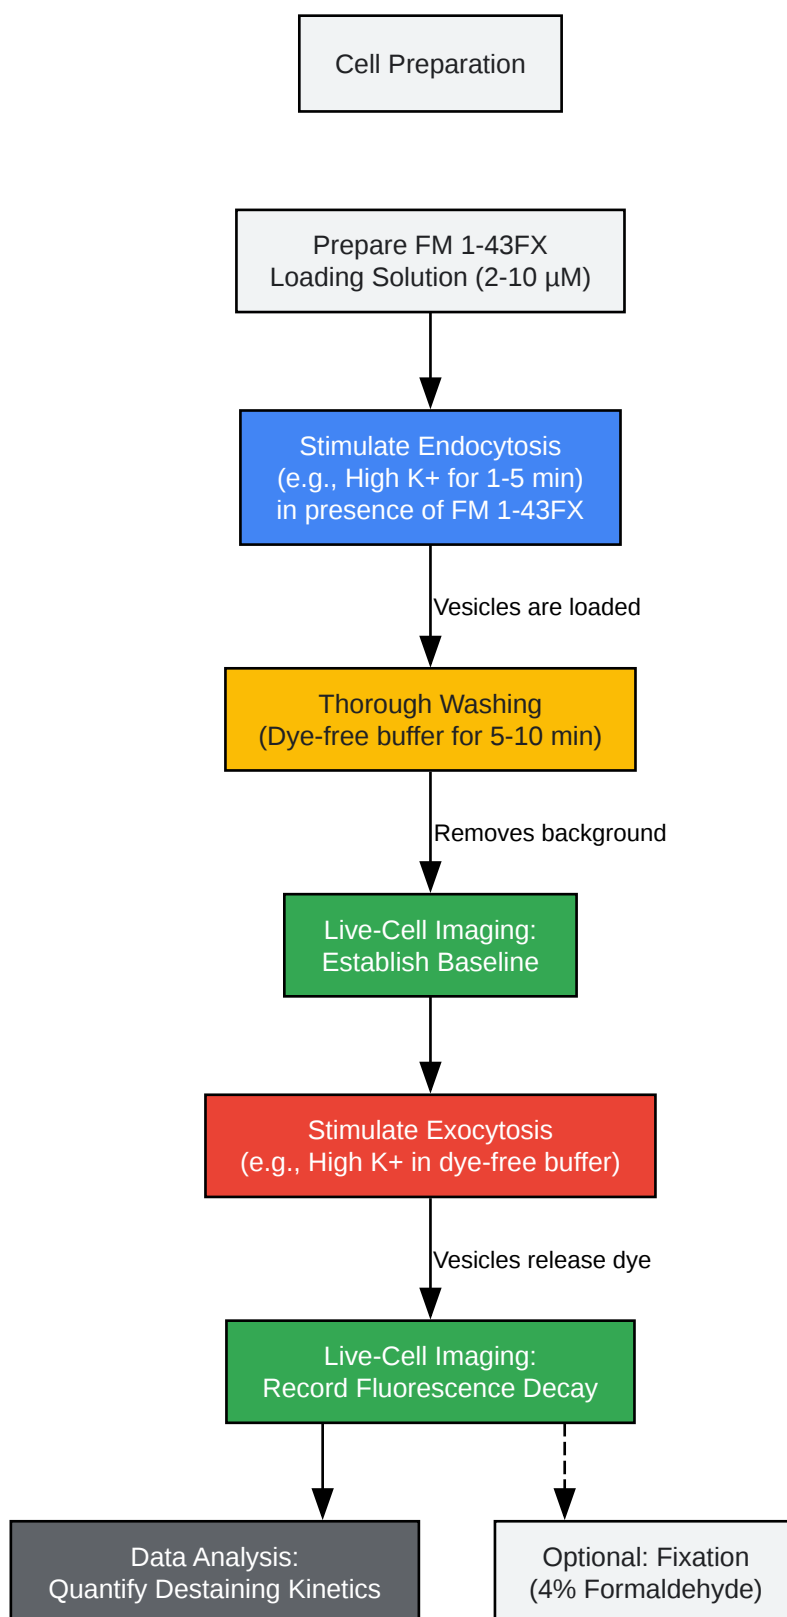 Cell Preparation
Prepare FM 1-43FX
Loading Solution (2-10 µM)
Stimulate Endocytosis
(e.g., High K+ for 1-5 min)
in presence of FM 1-43FX
Vesicles are loaded
Thorough Washing
(Dye-free buffer for 5-10 min)
Removes background
Live-Cell Imaging:
Establish Baseline
Stimulate Exocytosis
(e.g., High K+ in dye-free buffer)
Vesicles release dye
Live-Cell Imaging:
Record Fluorescence Decay
Data Analysis:
Quantify Destaining Kinetics
Optional: Fixation
(4% Formaldehyde)